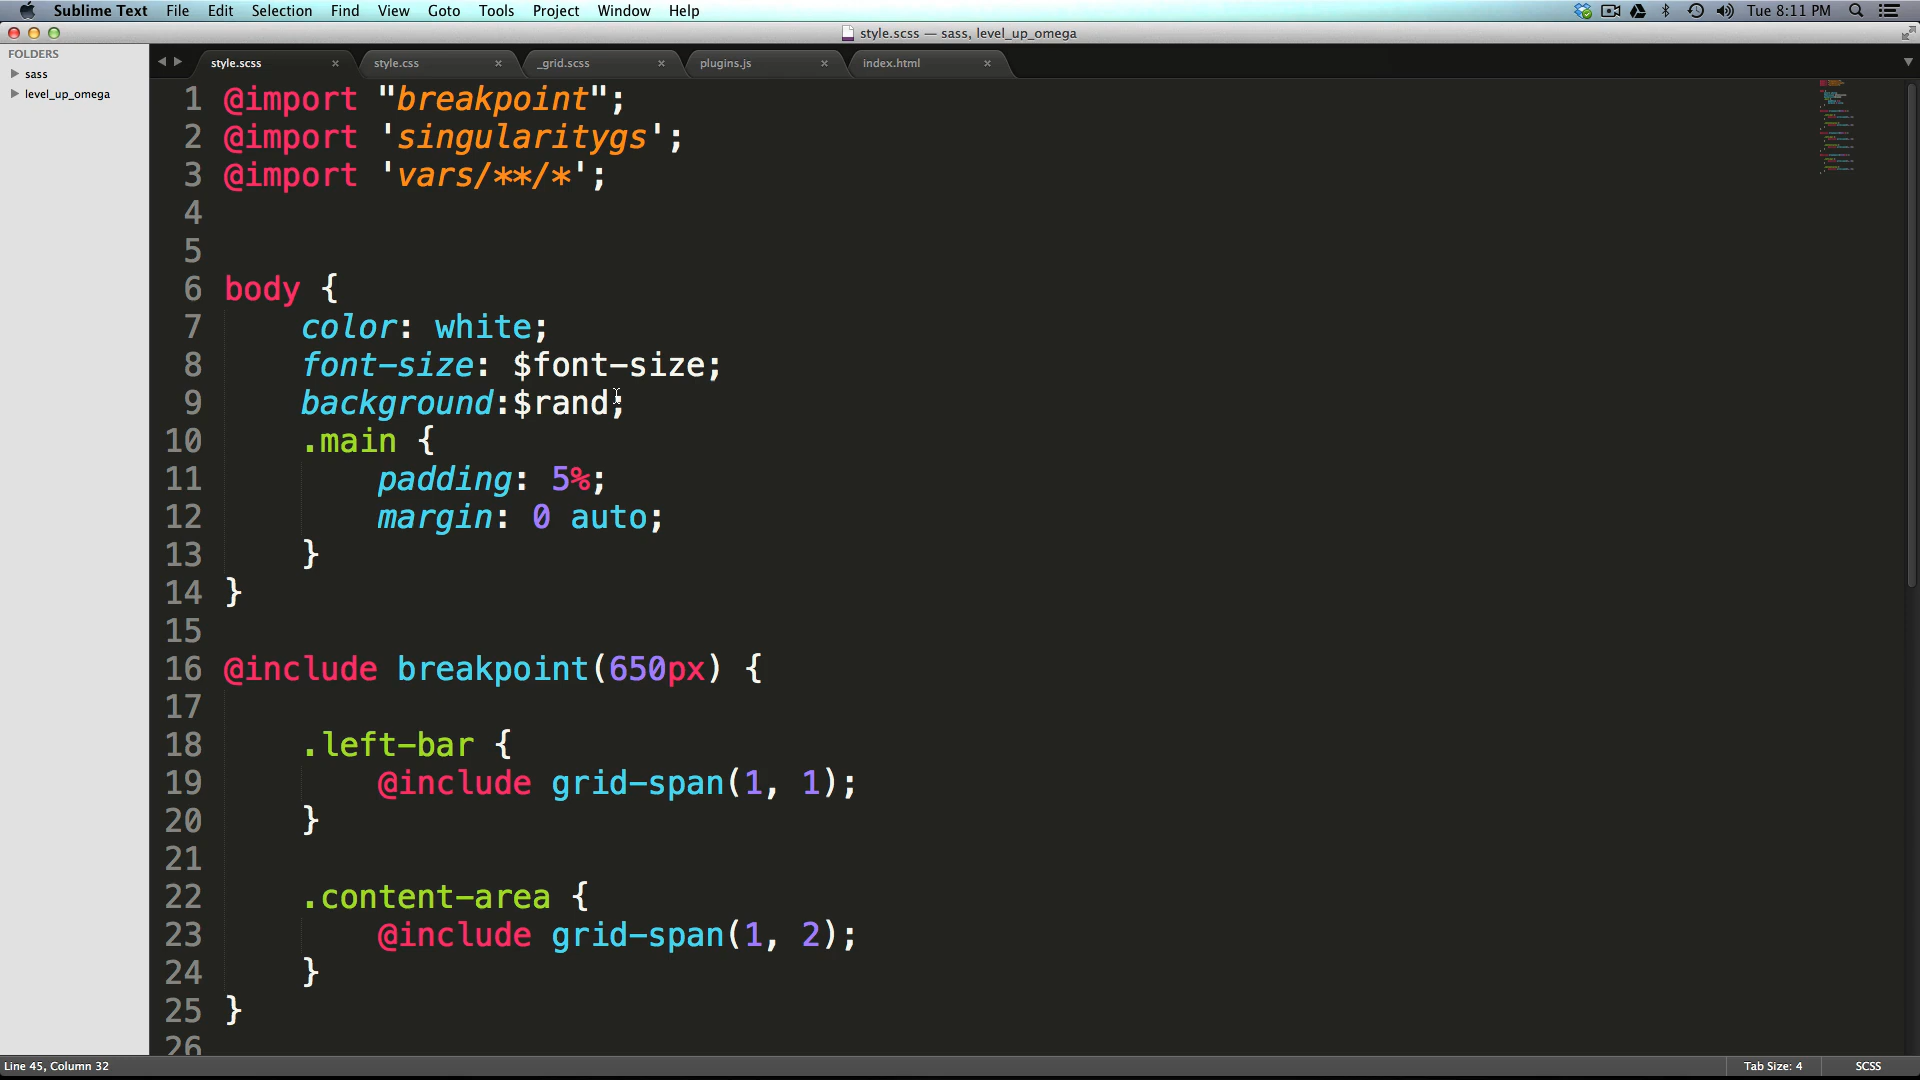 Sublime Text File Edit Selection Find View Goto Tools Project Window Help Tue 8:11 PM
style.scss — sass, level_up_omega
FOLDERS
sass
level_up_omega
style.scss × style.css × _grid.scss × plugins.js × index.html ×
1 @import "breakpoint";
2 @import 'singularitygs';
3 @import 'vars/**/*';
4
5
6 body {
7 color: white;
8 font-size: $font-size;
9 background:$rand;
10 .main {
11 padding: 5%;
12 margin: 0 auto;
13 }
14 }
15
16 @include breakpoint(650px) {
17
18 .left-bar {
19 @include grid-span(1, 1);
20 }
21
22 .content-area {
23 @include grid-span(1, 2);
24 }
25 }
26
Line 45, Column 32 Tab Size: 4 SCSS